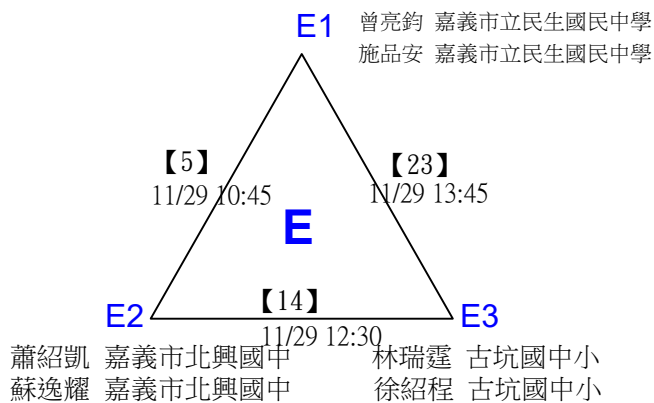 E1 曾亮鈞 嘉義市立民生國民中學
施品安 嘉義市立民生國民中學
【5】 【23】
11/29 10:45 11/29 13:45
E
【14】
E2 E3
11/29 12:30
蕭紹凱 嘉義市北興國中 林瑞霆 古坑國中小
蘇逸耀 嘉義市北興國中 徐紹程 古坑國中小